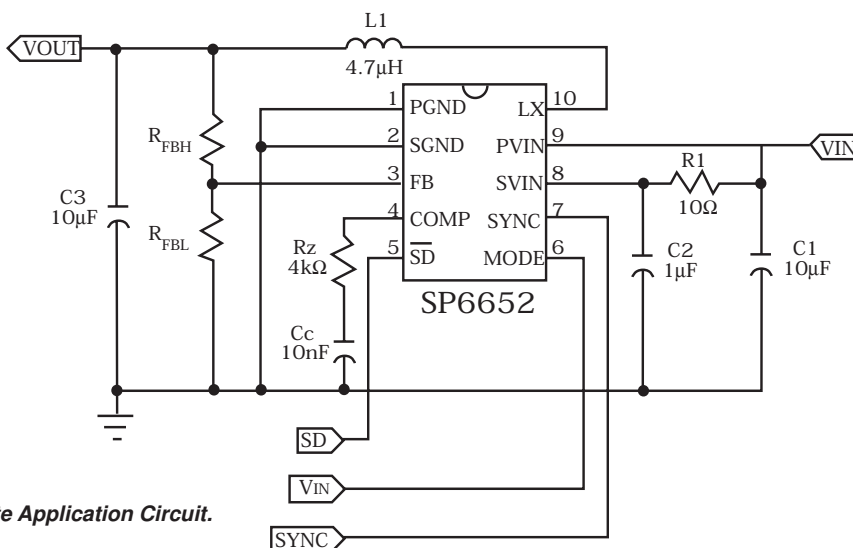 VOUT
L1
4.7µH
1
PGND
LX
10
2
SGND
PVIN
9
VIN
3
FB
SVIN
8
R1
10Ω
4
COMP
SYNC
7
5
SD
MODE
6
SP6652
RFBH
RFBL
C3
10µF
Rz
4kΩ
Cc
10nF
C2
1µF
C1
10µF
SD
VIN
SYNC
Application Circuit.